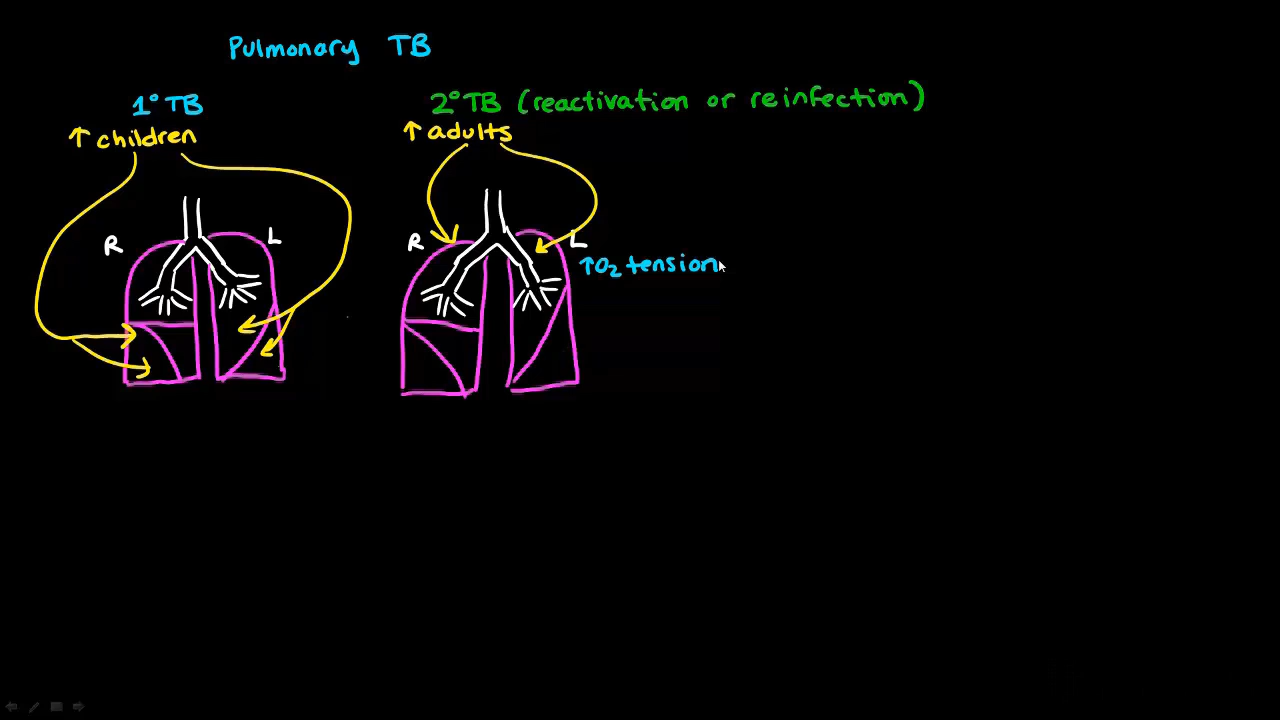 Pulmonary TB
1° TB
2° TB (reactivation or reinfection)
↑ children
↑ adults
R
L
R
L
↑O₂ tension